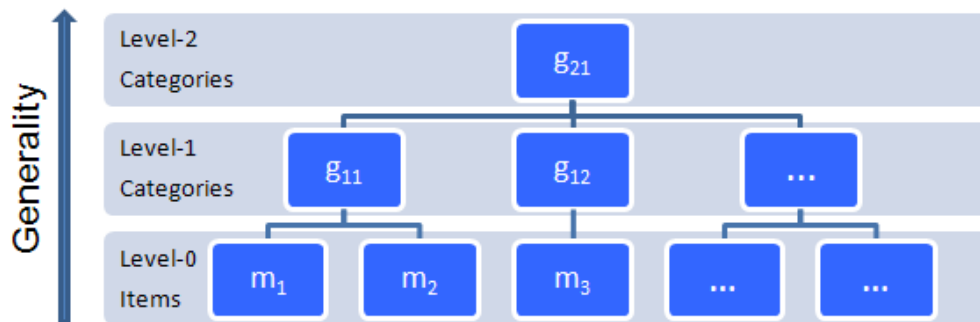 Generality
Level-2
Categories
g21
Level-1
Categories
g11
g12
...
Level-0
Items
m1
m2
m3
...
...